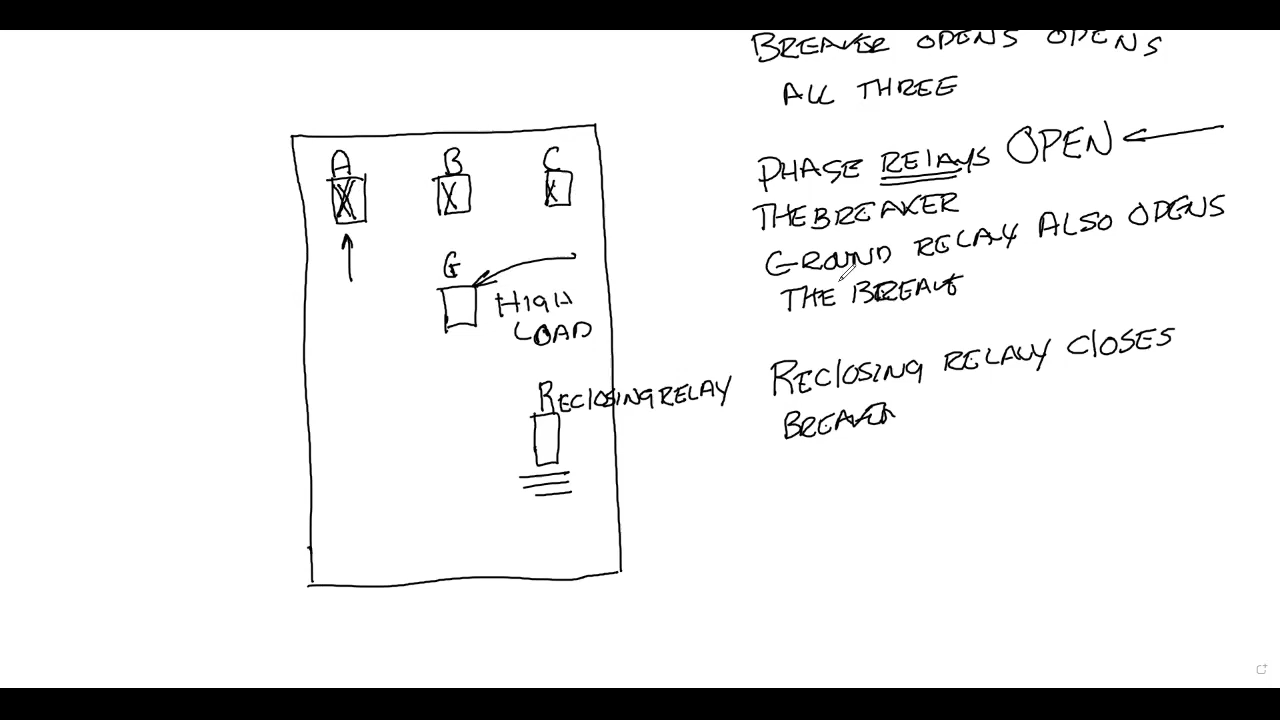 BREAKER OPENS OPENS
ALL THREE
PHASE RELAYS OPEN
THE BREAKER
GROUND RELAY ALSO OPENS
THE BREAK
RECLOSING RELAY CLOSES
BREAKER
A B C
X X X
G
HIGH
LOAD
RECLOSING RELAY